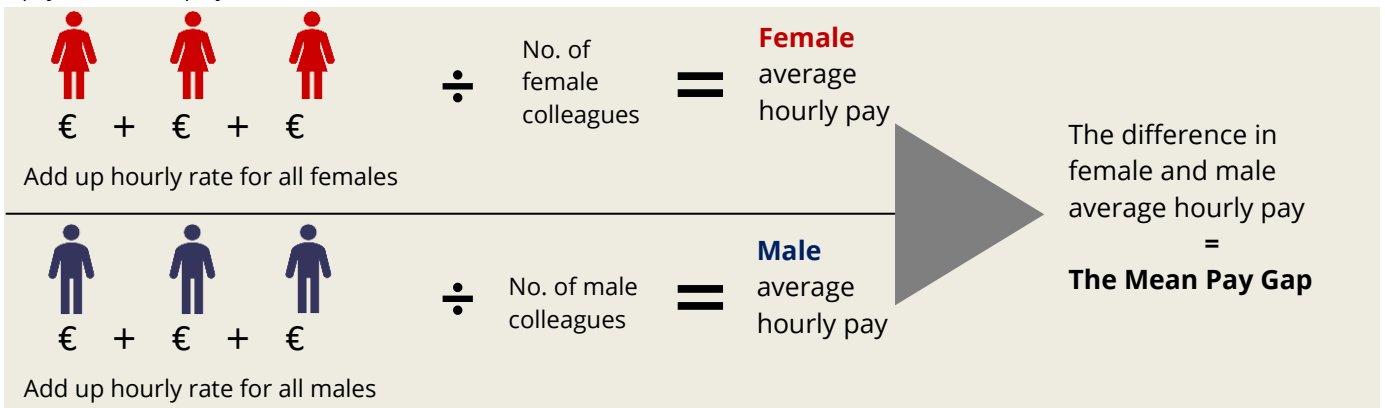 € + € + €
Add up hourly rate for all females
÷
No. of
female
colleagues
=
Female
average
hourly pay
€ + € + €
Add up hourly rate for all males
÷
No. of male
colleagues
=
Male
average
hourly pay
The difference in
female and male
average hourly pay
=
The Mean Pay Gap